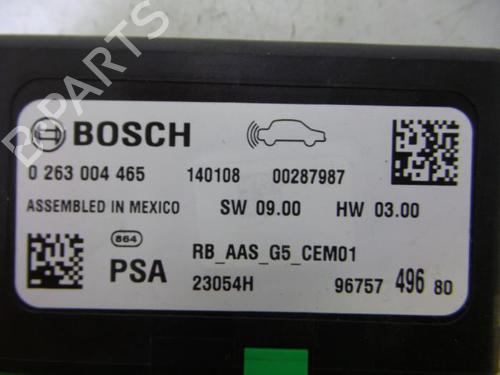 B-PARTS
BOSCH
0 263 004 465 140108 00287987
ASSEMBLED IN MEXICO SW 09.00 HW 03.00
864
PSA
RB_AAS_G5_CEM01
23054H 96757 496 80